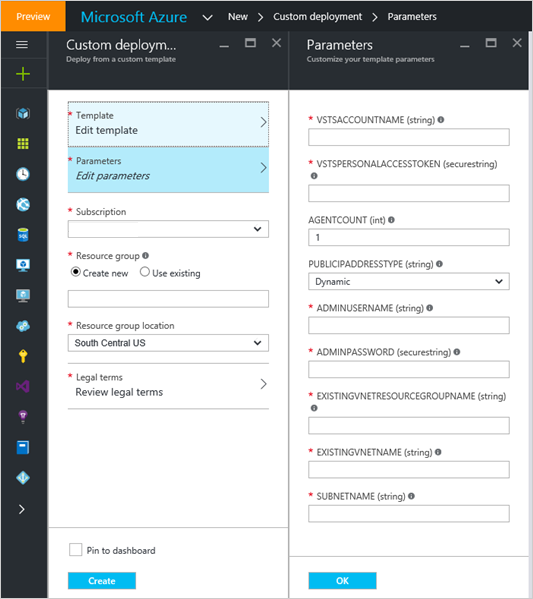 Preview
Microsoft Azure
New > Custom deployment > Parameters
Custom deploym...
Deploy from a custom template
* Template
Edit template
* Parameters
Edit parameters
* Subscription
* Resource group
Create new
Use existing
* Resource group location
South Central US
* Legal terms
Review legal terms
Pin to dashboard
Create
Parameters
Customize your template parameters
* VSTSACCOUNTNAME (string)
* VSTSPERSONALACCESSTOKEN (securestring)
AGENTCOUNT (int)
1
PUBLICIPADDRESSTYPE (string)
Dynamic
* ADMINUSERNAME (string)
* ADMINPASSWORD (securestring)
* EXISTINGVNETRESOURCEGROUPNAME (string)
* EXISTINGVNETNAME (string)
* SUBNETNAME (string)
OK